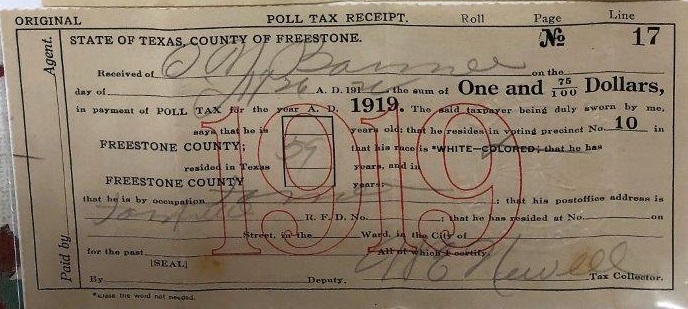 ORIGINAL POLL TAX RECEIPT. Roll Page Line
STATE OF TEXAS, COUNTY OF FREESTONE. No 17
Agent.
Received of on the
day of A. D. 191 the sum of One and 75/100 Dollars,
in payment of POLL TAX for the year A. D. 1919. The said taxpayer being duly sworn by me,
says that he is 59 years old; that he resides in voting precinct No. 10 in
FREESTONE COUNTY; that his race is *WHITE—COLORED; that he has
resided in Texas years, and in
FREESTONE COUNTY years;
1919
that he is by occupation ; that his postoffice address is
R. F. D. No. ; that he has resided at No. on
Street, in the Ward, in the City of
for the past All of which I certify.
[SEAL] Newell
Paid by
By Deputy. Tax Collector.
*Erase the word not needed.